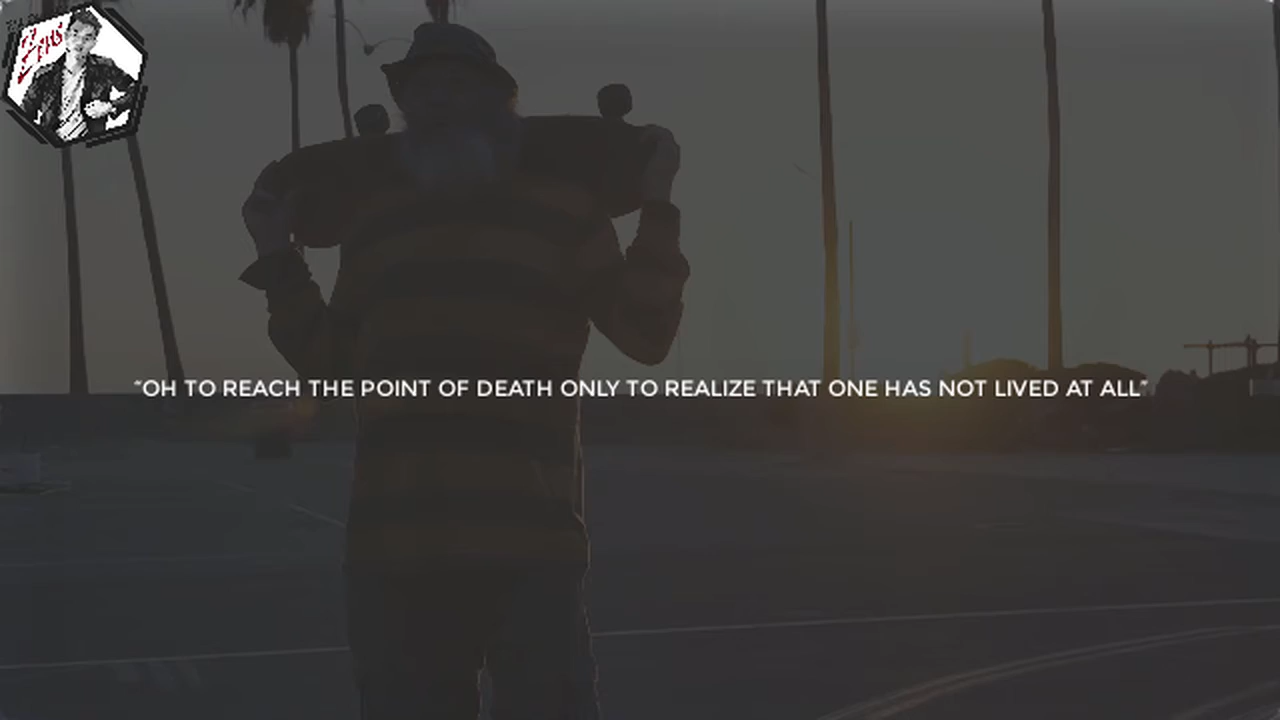 “OH TO REACH THE POINT OF DEATH ONLY TO REALIZE THAT ONE HAS NOT LIVED AT ALL”